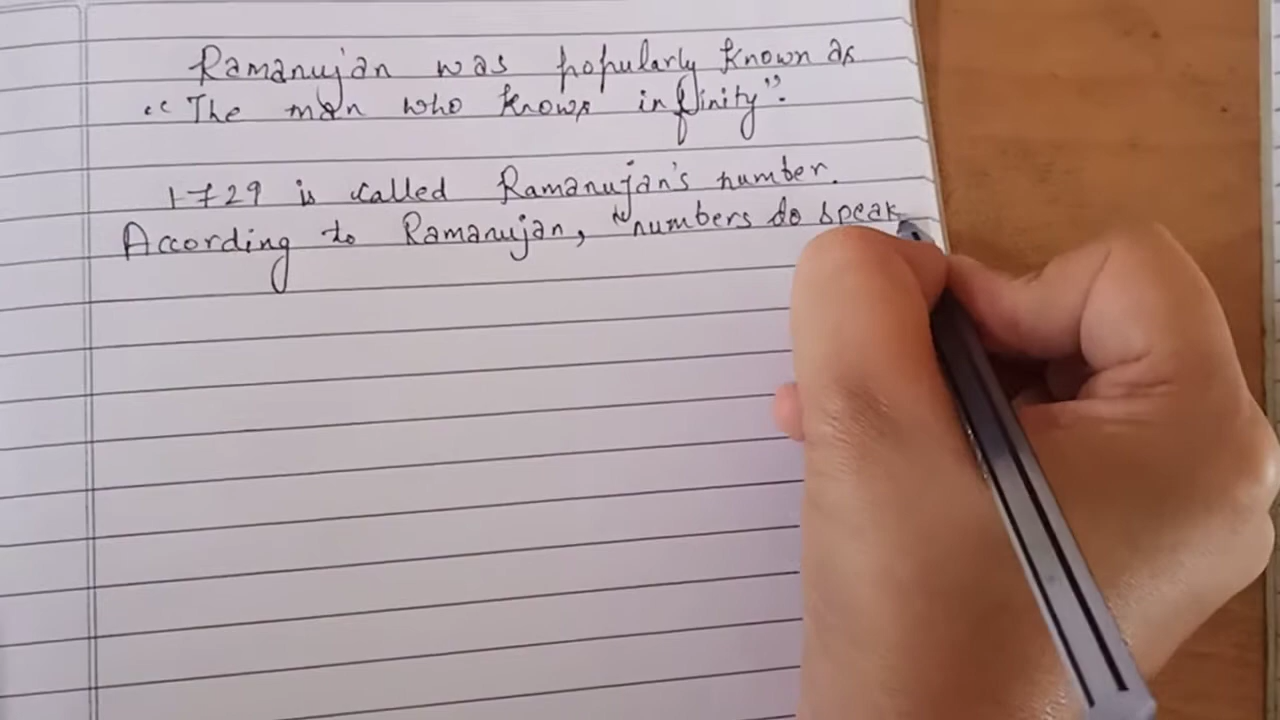 Ramanujan was popularly known as
"The man who knows infinity".
1729 is called Ramanujan's number.
According to Ramanujan, "numbers do speak